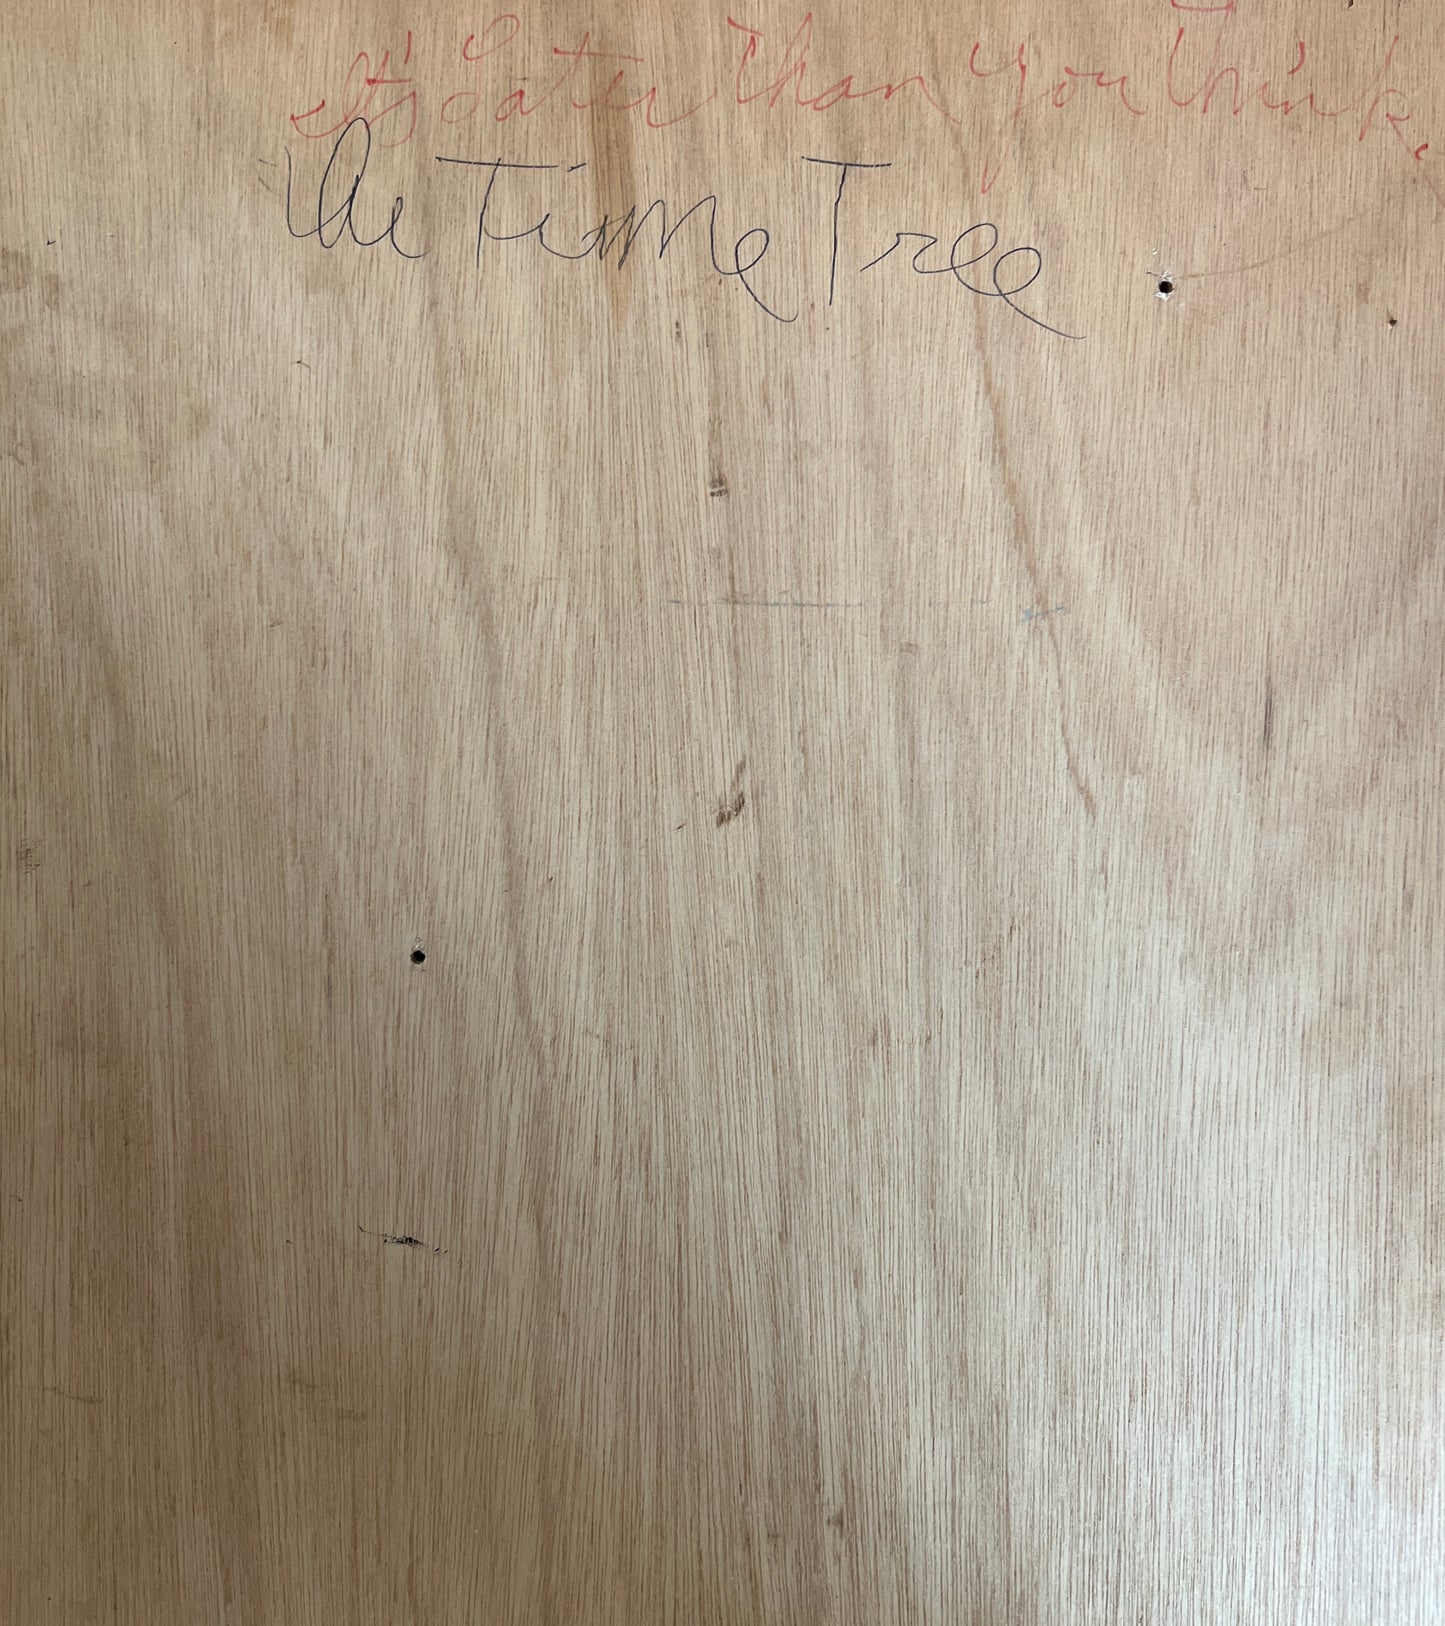 It's Later Than You Think.
The Time Tree